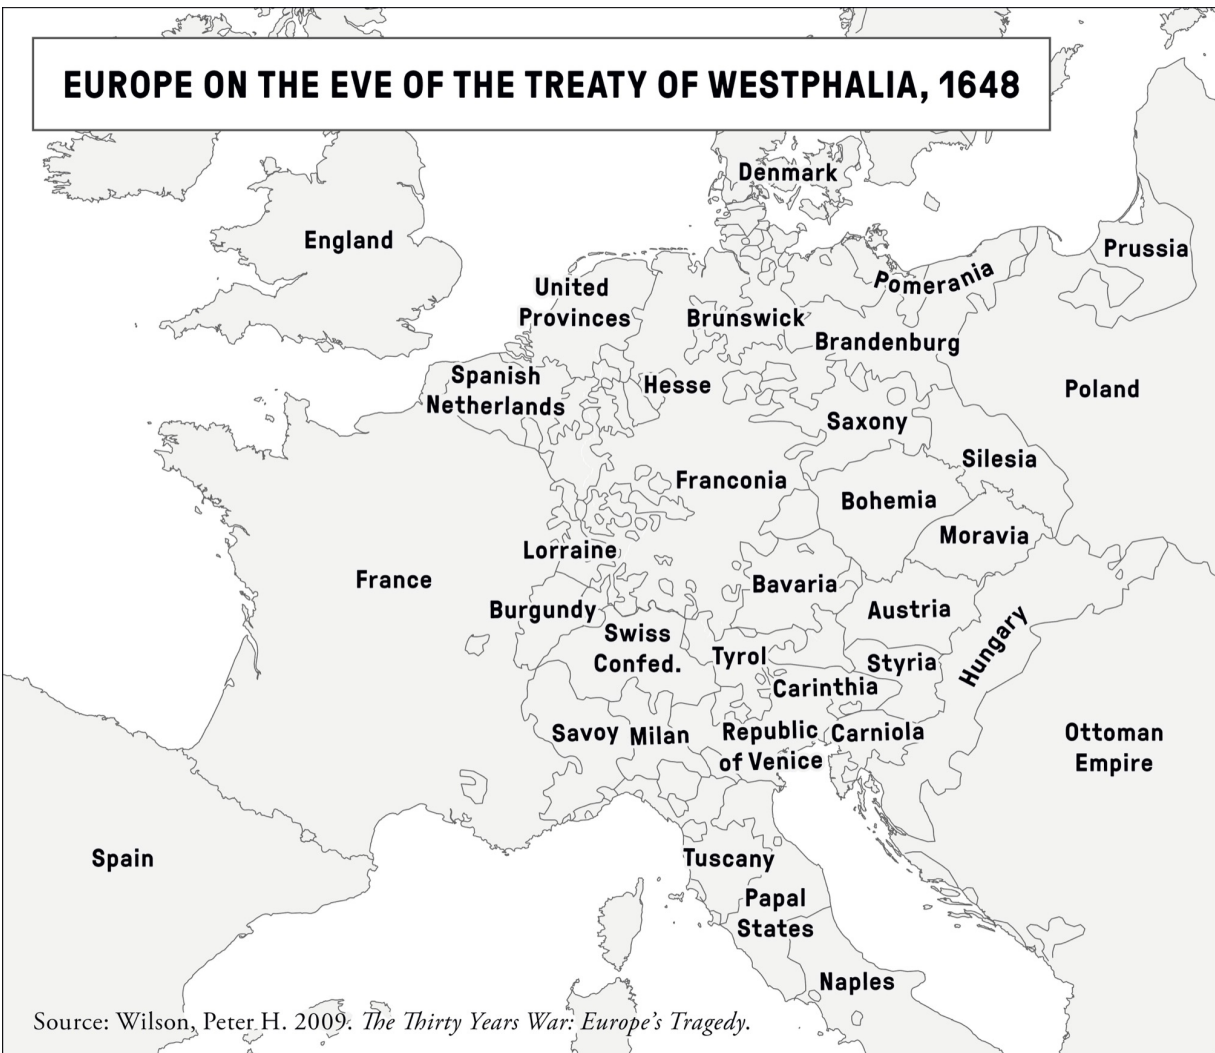 EUROPE ON THE EVE OF THE TREATY OF WESTPHALIA, 1648
Denmark
England
Prussia
Pomerania
United
Provinces
Brunswick
Brandenburg
Spanish
Netherlands
Hesse
Poland
Saxony
Silesia
Franconia
Bohemia
Moravia
Lorraine
France
Bavaria
Burgundy
Austria
Hungary
Swiss
Confed.
Tyrol
Styria
Carinthia
Savoy
Milan
Republic
of Venice
Carniola
Ottoman
Empire
Spain
Tuscany
Papal
States
Naples
Source: Wilson, Peter H. 2009. The Thirty Years War: Europe's Tragedy.